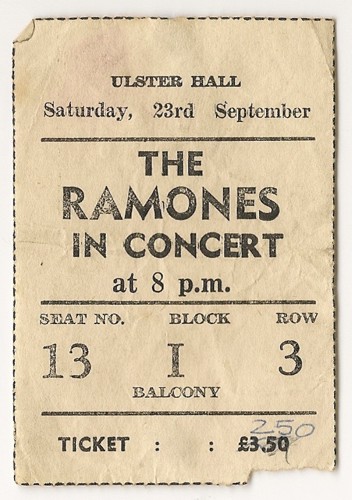 ULSTER HALL
Saturday, 23rd September
THE
RAMONES
IN CONCERT
at 8 p.m.
SEAT NO. BLOCK ROW
13 I 3
BALCONY
TICKET : : £3.50
250